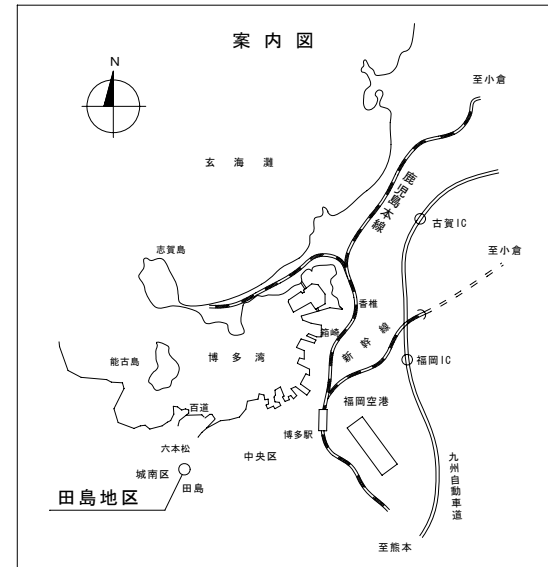 案内図
N
至小倉
玄海灘
鹿児島本線
古賀IC
至小倉
志賀島
香椎
箱崎
新幹線
能古島
博多湾
福岡IC
百道
福岡空港
六本松
博多駅
中央区
城南区
田島
九州自動車道
田島地区
至熊本